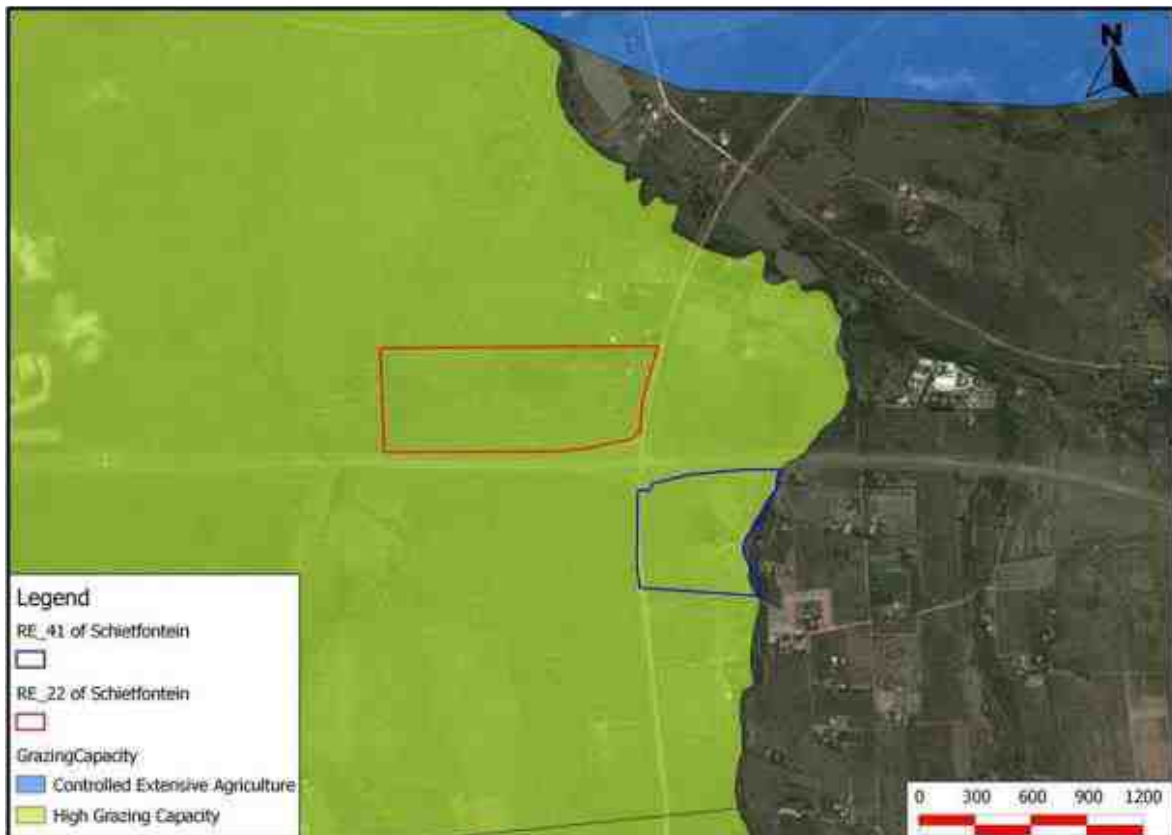 N
Legend
RE_41 of Schietfontein
RE_22 of Schietfontein
GrazingCapacity
Controlled Extensive Agriculture
High Grazing Capacity
0 300 600 900 1200